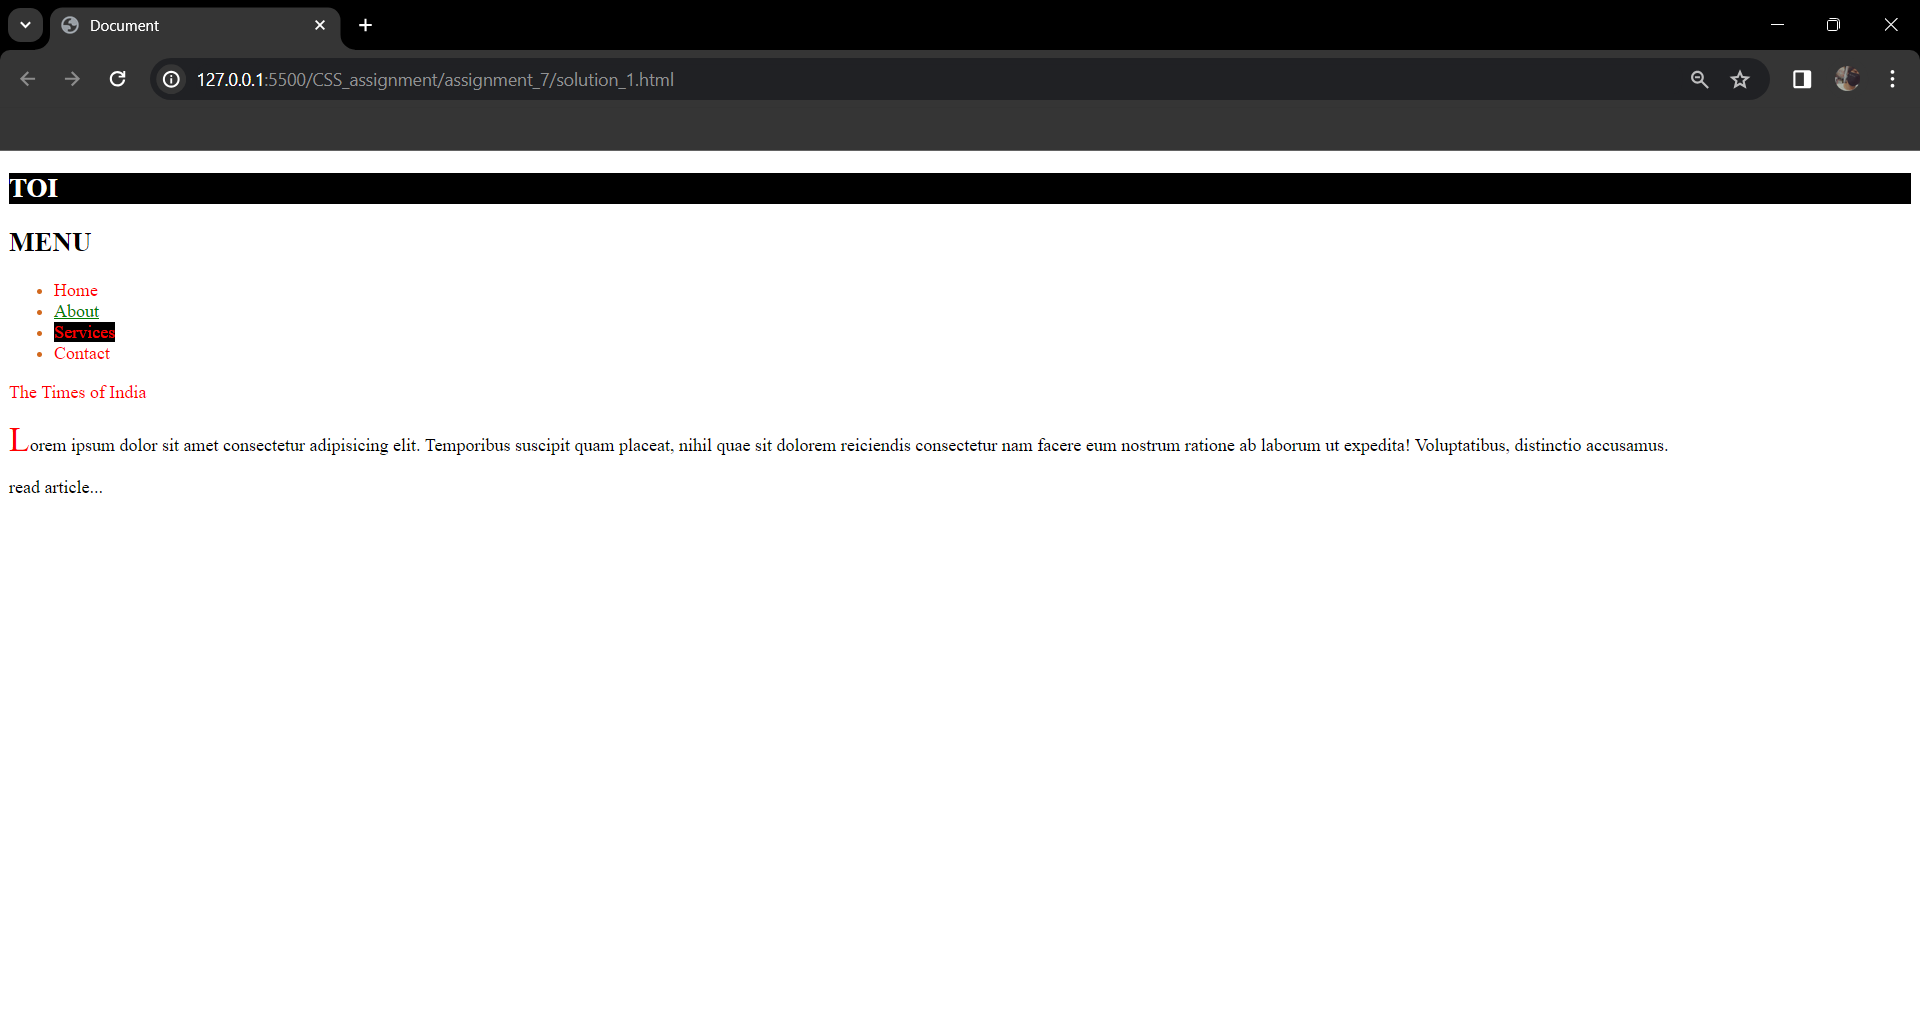 Document
127.0.0.1:5500/CSS_assignment/assignment_7/solution_1.html
TOI
MENU
Home
About
Services
Contact
The Times of India
Lorem ipsum dolor sit amet consectetur adipisicing elit. Temporibus suscipit quam placeat, nihil quae sit dolorem reiciendis consectetur nam facere eum nostrum ratione ab laborum ut expedita! Voluptatibus, distinctio accusamus.
read article...